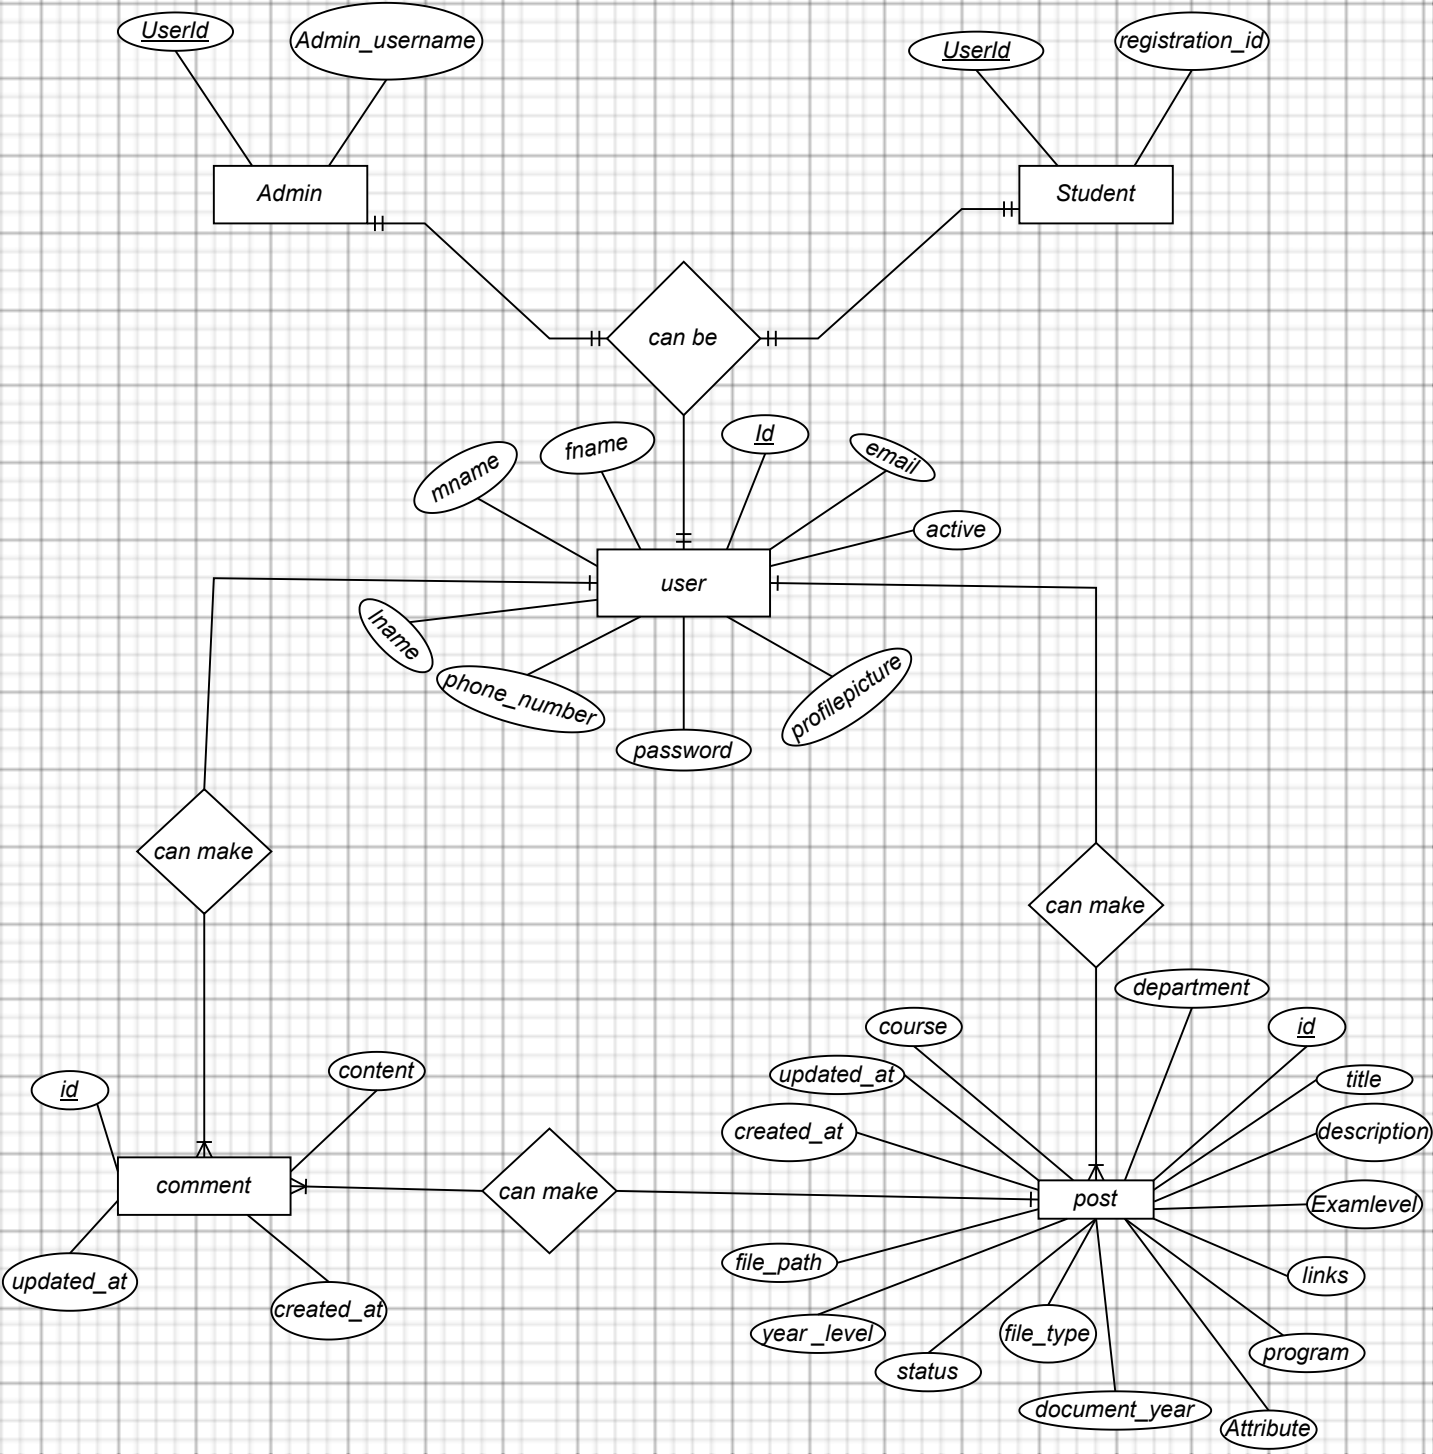 UserId
Admin_username
UserId
registration_id
Admin
Student
can be
mname
fname
Id
email
active
user
lname
phone_number
password
profilepicture
can make
can make
department
course
id
updated_at
title
created_at
description
id
content
comment
can make
post
Examlevel
updated_at
created_at
file_path
links
year _level
file_type
program
status
document_year
Attribute